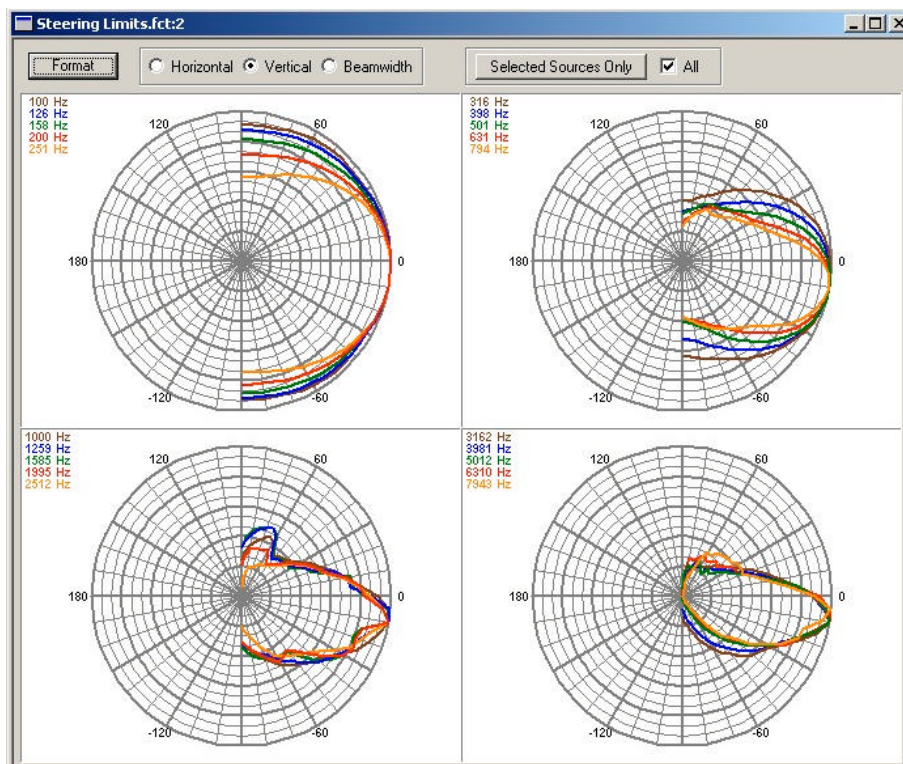 Steering Limits.fct:2
Format Horizontal Vertical Beamwidth Selected Sources Only All
100 Hz
126 Hz
158 Hz
200 Hz
251 Hz
120 60
180 0
-120 -60
316 Hz
398 Hz
501 Hz
631 Hz
794 Hz
120 60
180 0
-120 -60
1000 Hz
1259 Hz
1585 Hz
1995 Hz
2512 Hz
120 60
180 0
-120 -60
3162 Hz
3981 Hz
5012 Hz
6310 Hz
7943 Hz
120 60
180 0
-120 -60